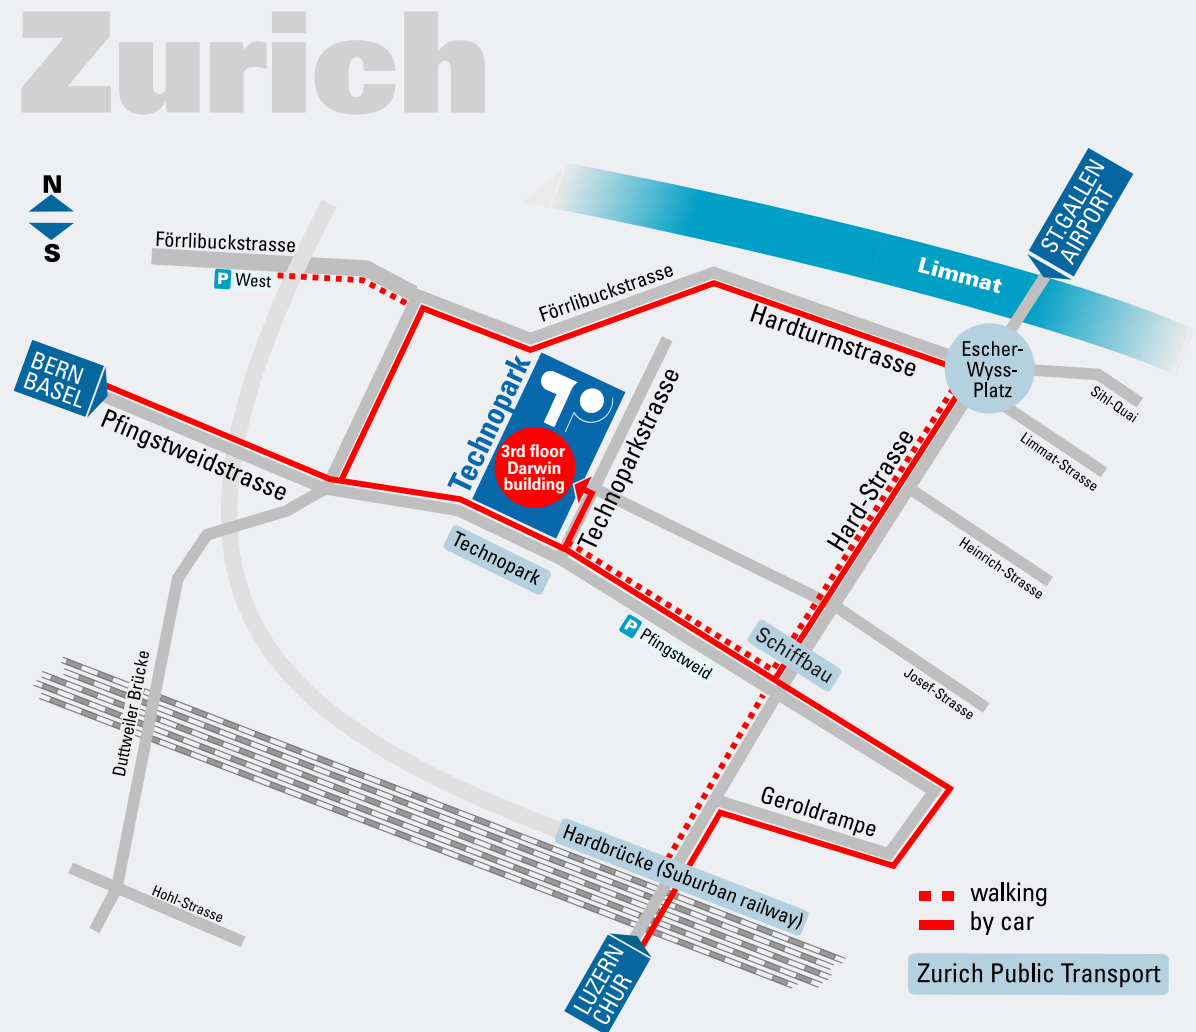 Zurich
N
S
Förrlibuckstrasse
P West
ST.GALLEN
AIRPORT
Limmat
Förrlibuckstrasse
Hardturmstrasse
Escher-
Wyss-
Platz
Sihl-Quai
Limmat-Strasse
BERN
BASEL
Pfingstweidstrasse
Technopark
3rd floor
Darwin
building
Technoparkstrasse
Hard-Strasse
Heinrich-Strasse
Technopark
P Pfingstweid
Schiffbau
Josef-Strasse
Duttweiler Brücke
Geroldrampe
Hardbrücke (Suburban railway)
Hohl-Strasse
LUZERN
CHUR
walking
by car
Zurich Public Transport